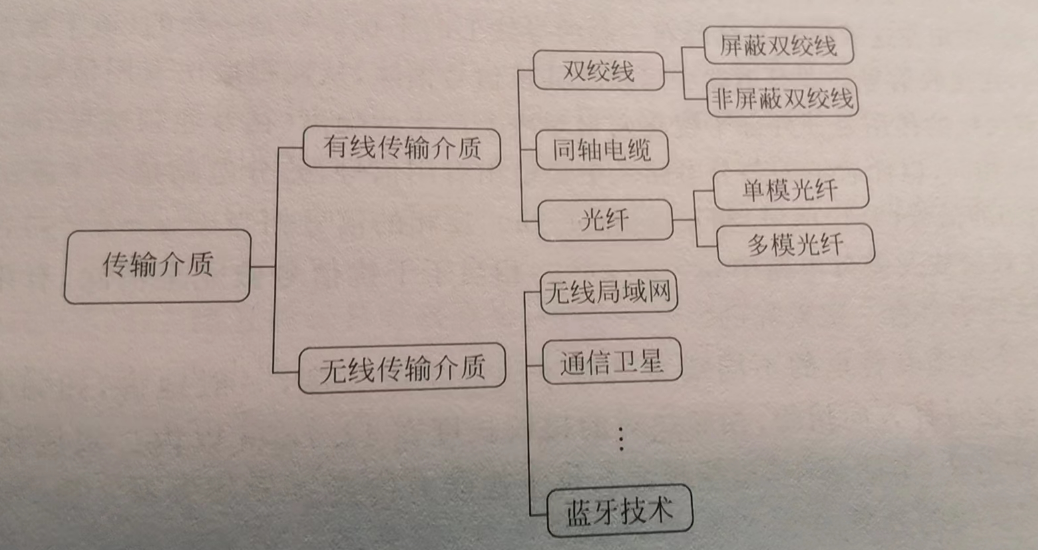 传输介质
有线传输介质
双绞线
屏蔽双绞线
非屏蔽双绞线
同轴电缆
光纤
单模光纤
多模光纤
无线传输介质
无线局域网
通信卫星
⋮
蓝牙技术